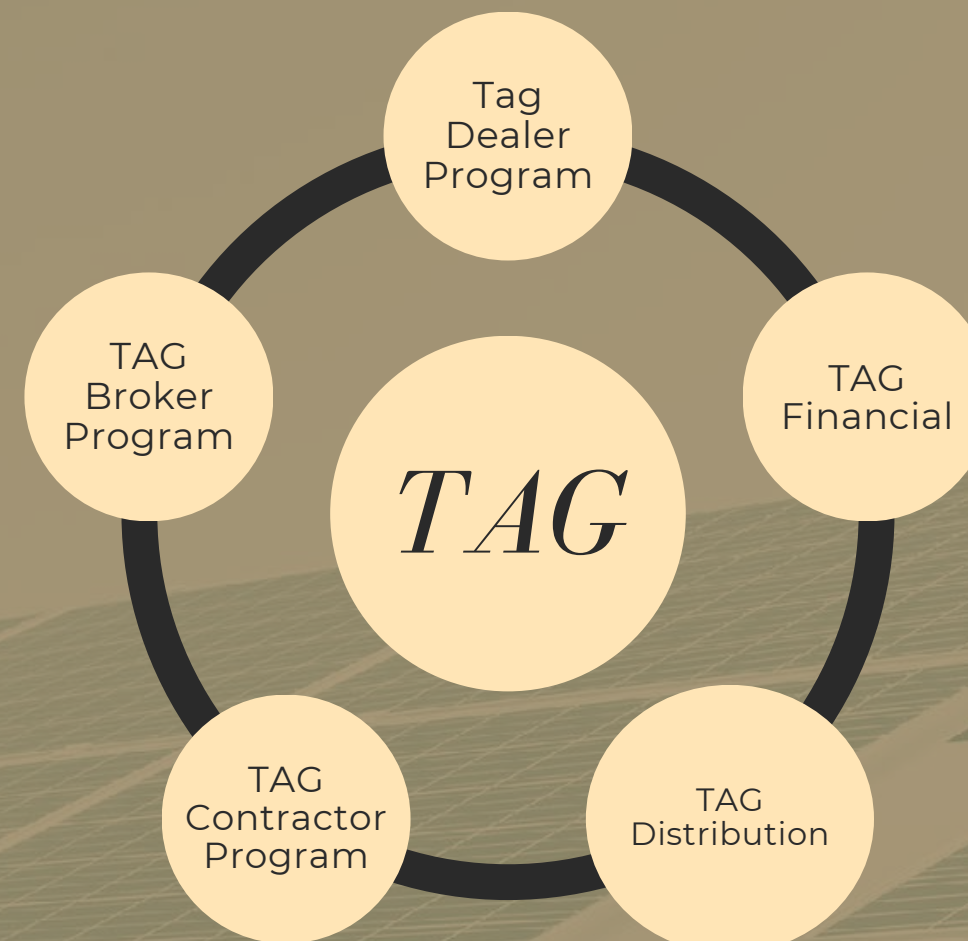 Tag
Dealer
Program
TAG
Broker
Program
TAG
Financial
TAG
TAG
Contractor
Program
TAG
Distribution